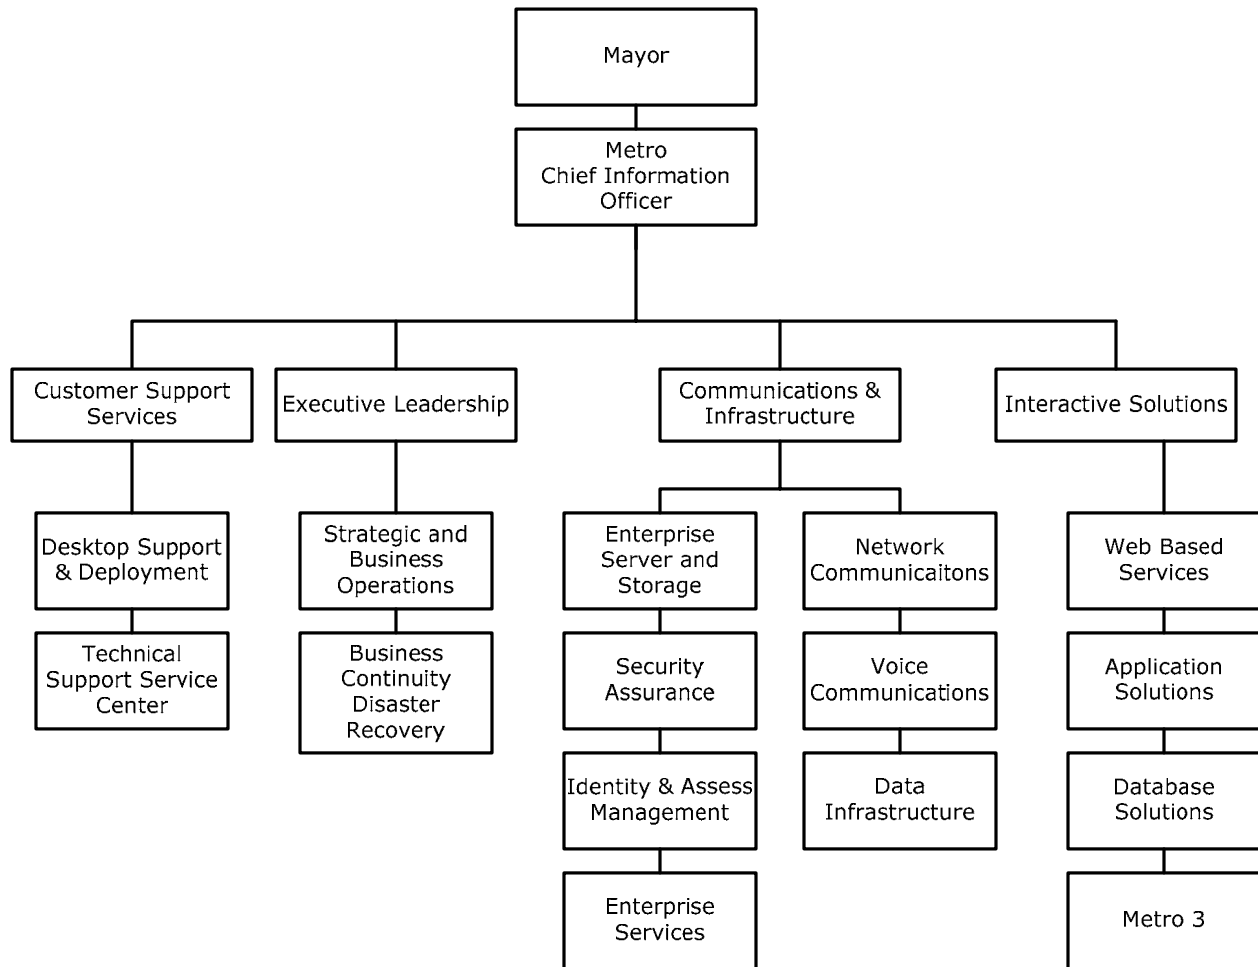 Mayor
Metro
Chief Information
Officer
Customer Support
Services
Executive Leadership
Communications &
Infrastructure
Interactive Solutions
Desktop Support
& Deployment
Strategic and
Business
Operations
Enterprise
Server and
Storage
Network
Communicaitons
Web Based
Services
Technical
Support Service
Center
Business
Continuity
Disaster
Recovery
Security
Assurance
Voice
Communications
Application
Solutions
Identity & Assess
Management
Data
Infrastructure
Database
Solutions
Enterprise
Services
Metro 3